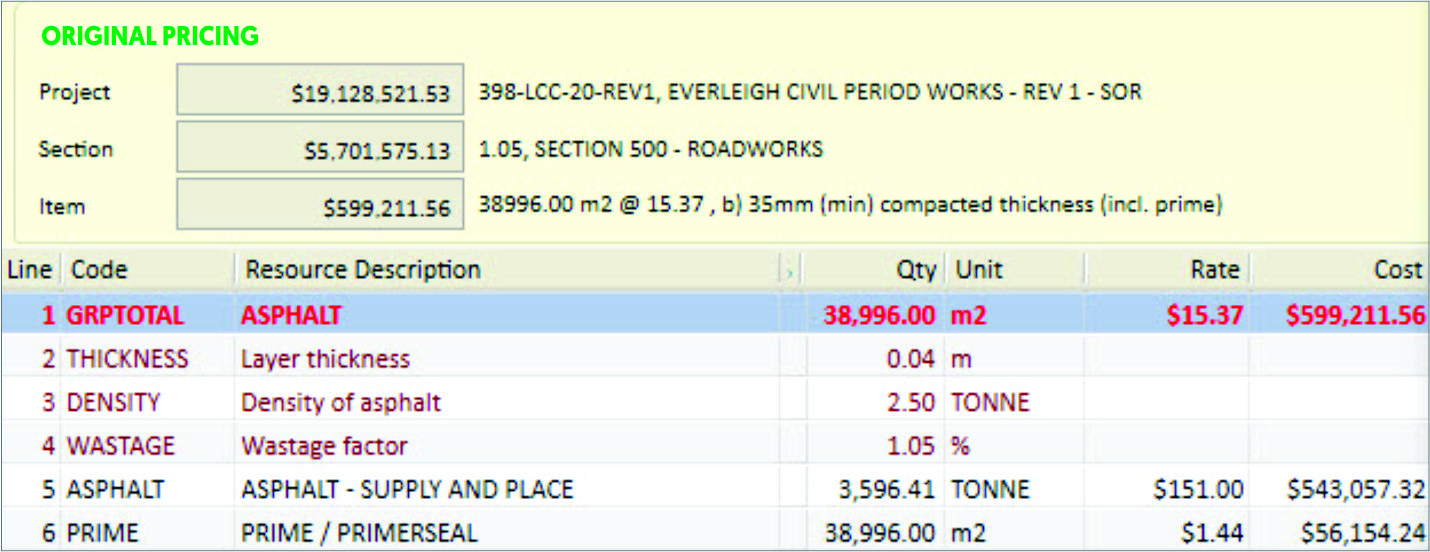 ORIGINAL PRICING
Project $19,128,521.53 398-LCC-20-REV1, EVERLEIGH CIVIL PERIOD WORKS - REV 1 - SOR
Section $5,701,575.13 1.05, SECTION 500 - ROADWORKS
Item $599,211.56 38996.00 m2 @ 15.37 , b) 35mm (min) compacted thickness (incl. prime)
Line Code Resource Description > Qty Unit Rate Cost
1 GRPTOTAL ASPHALT 38,996.00 m2 $15.37 $599,211.56
2 THICKNESS Layer thickness 0.04 m
3 DENSITY Density of asphalt 2.50 TONNE
4 WASTAGE Wastage factor 1.05 %
5 ASPHALT ASPHALT - SUPPLY AND PLACE 3,596.41 TONNE $151.00 $543,057.32
6 PRIME PRIME / PRIMERSEAL 38,996.00 m2 $1.44 $56,154.24